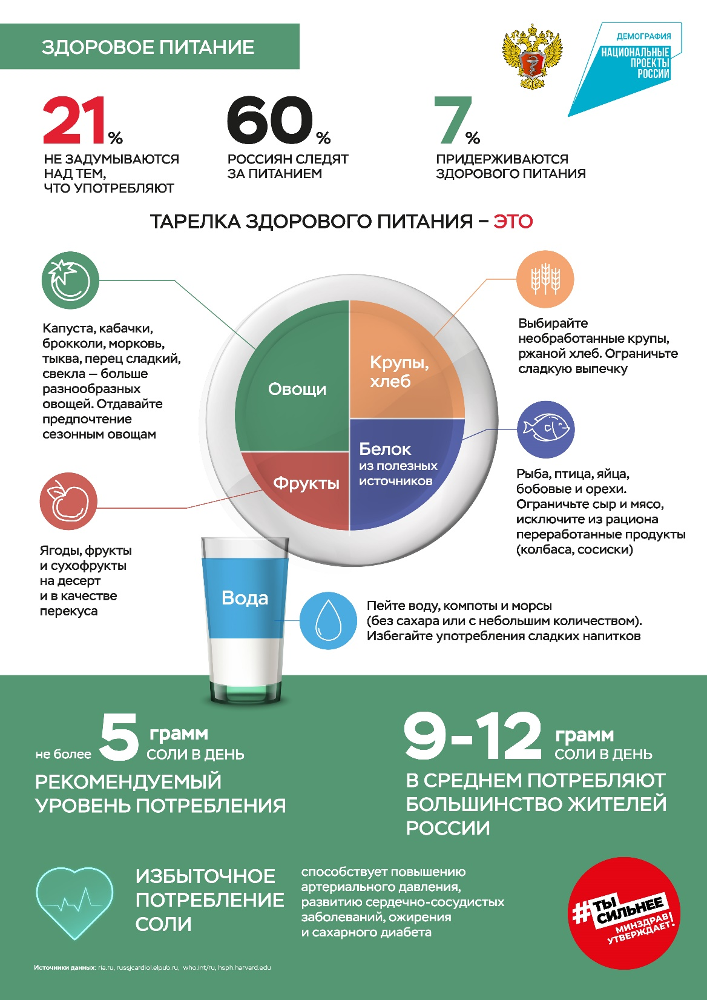 ЗДОРОВОЕ ПИТАНИЕ
ДЕМОГРАФИЯ
НАЦИОНАЛЬНЫЕ
ПРОЕКТЫ
РОССИИ
21%
НЕ ЗАДУМЫВАЮТСЯ
НАД ТЕМ,
ЧТО УПОТРЕБЛЯЮТ
60%
РОССИЯН СЛЕДЯТ
ЗА ПИТАНИЕМ
7%
ПРИДЕРЖИВАЮТСЯ
ЗДОРОВОГО ПИТАНИЯ
ТАРЕЛКА ЗДОРОВОГО ПИТАНИЯ – ЭТО
Капуста, кабачки,
брокколи, морковь,
тыква, перец сладкий,
свекла — больше
разнообразных
овощей. Отдавайте
предпочтение
сезонным овощам
Овощи
Крупы,
хлеб
Выбирайте
необработанные крупы,
ржаной хлеб. Ограничьте
сладкую выпечку
Белок
из полезных
источников
Рыба, птица, яйца,
бобовые и орехи.
Ограничьте сыр и мясо,
исключите из рациона
переработанные продукты
(колбаса, сосиски)
Фрукты
Ягоды, фрукты
и сухофрукты
на десерт
и в качестве
перекуса
Вода
Пейте воду, компоты и морсы
(без сахара или с небольшим количеством).
Избегайте употребления сладких напитков
не более 5 грамм
СОЛИ В ДЕНЬ
РЕКОМЕНДУЕМЫЙ
УРОВЕНЬ ПОТРЕБЛЕНИЯ
9-12 грамм
СОЛИ В ДЕНЬ
В СРЕДНЕМ ПОТРЕБЛЯЮТ
БОЛЬШИНСТВО ЖИТЕЛЕЙ
РОССИИ
ИЗБЫТОЧНОЕ
ПОТРЕБЛЕНИЕ
СОЛИ
способствует повышению
артериального давления,
развитию сердечно-сосудистых
заболеваний, ожирения
и сахарного диабета
#ТЫ
СИЛЬНЕЕ
МИНЗДРАВ
УТВЕРЖДАЕТ!
Источники данных: ria.ru, russjcardiol.elpub.ru, who.int/ru, hsph.harvard.edu